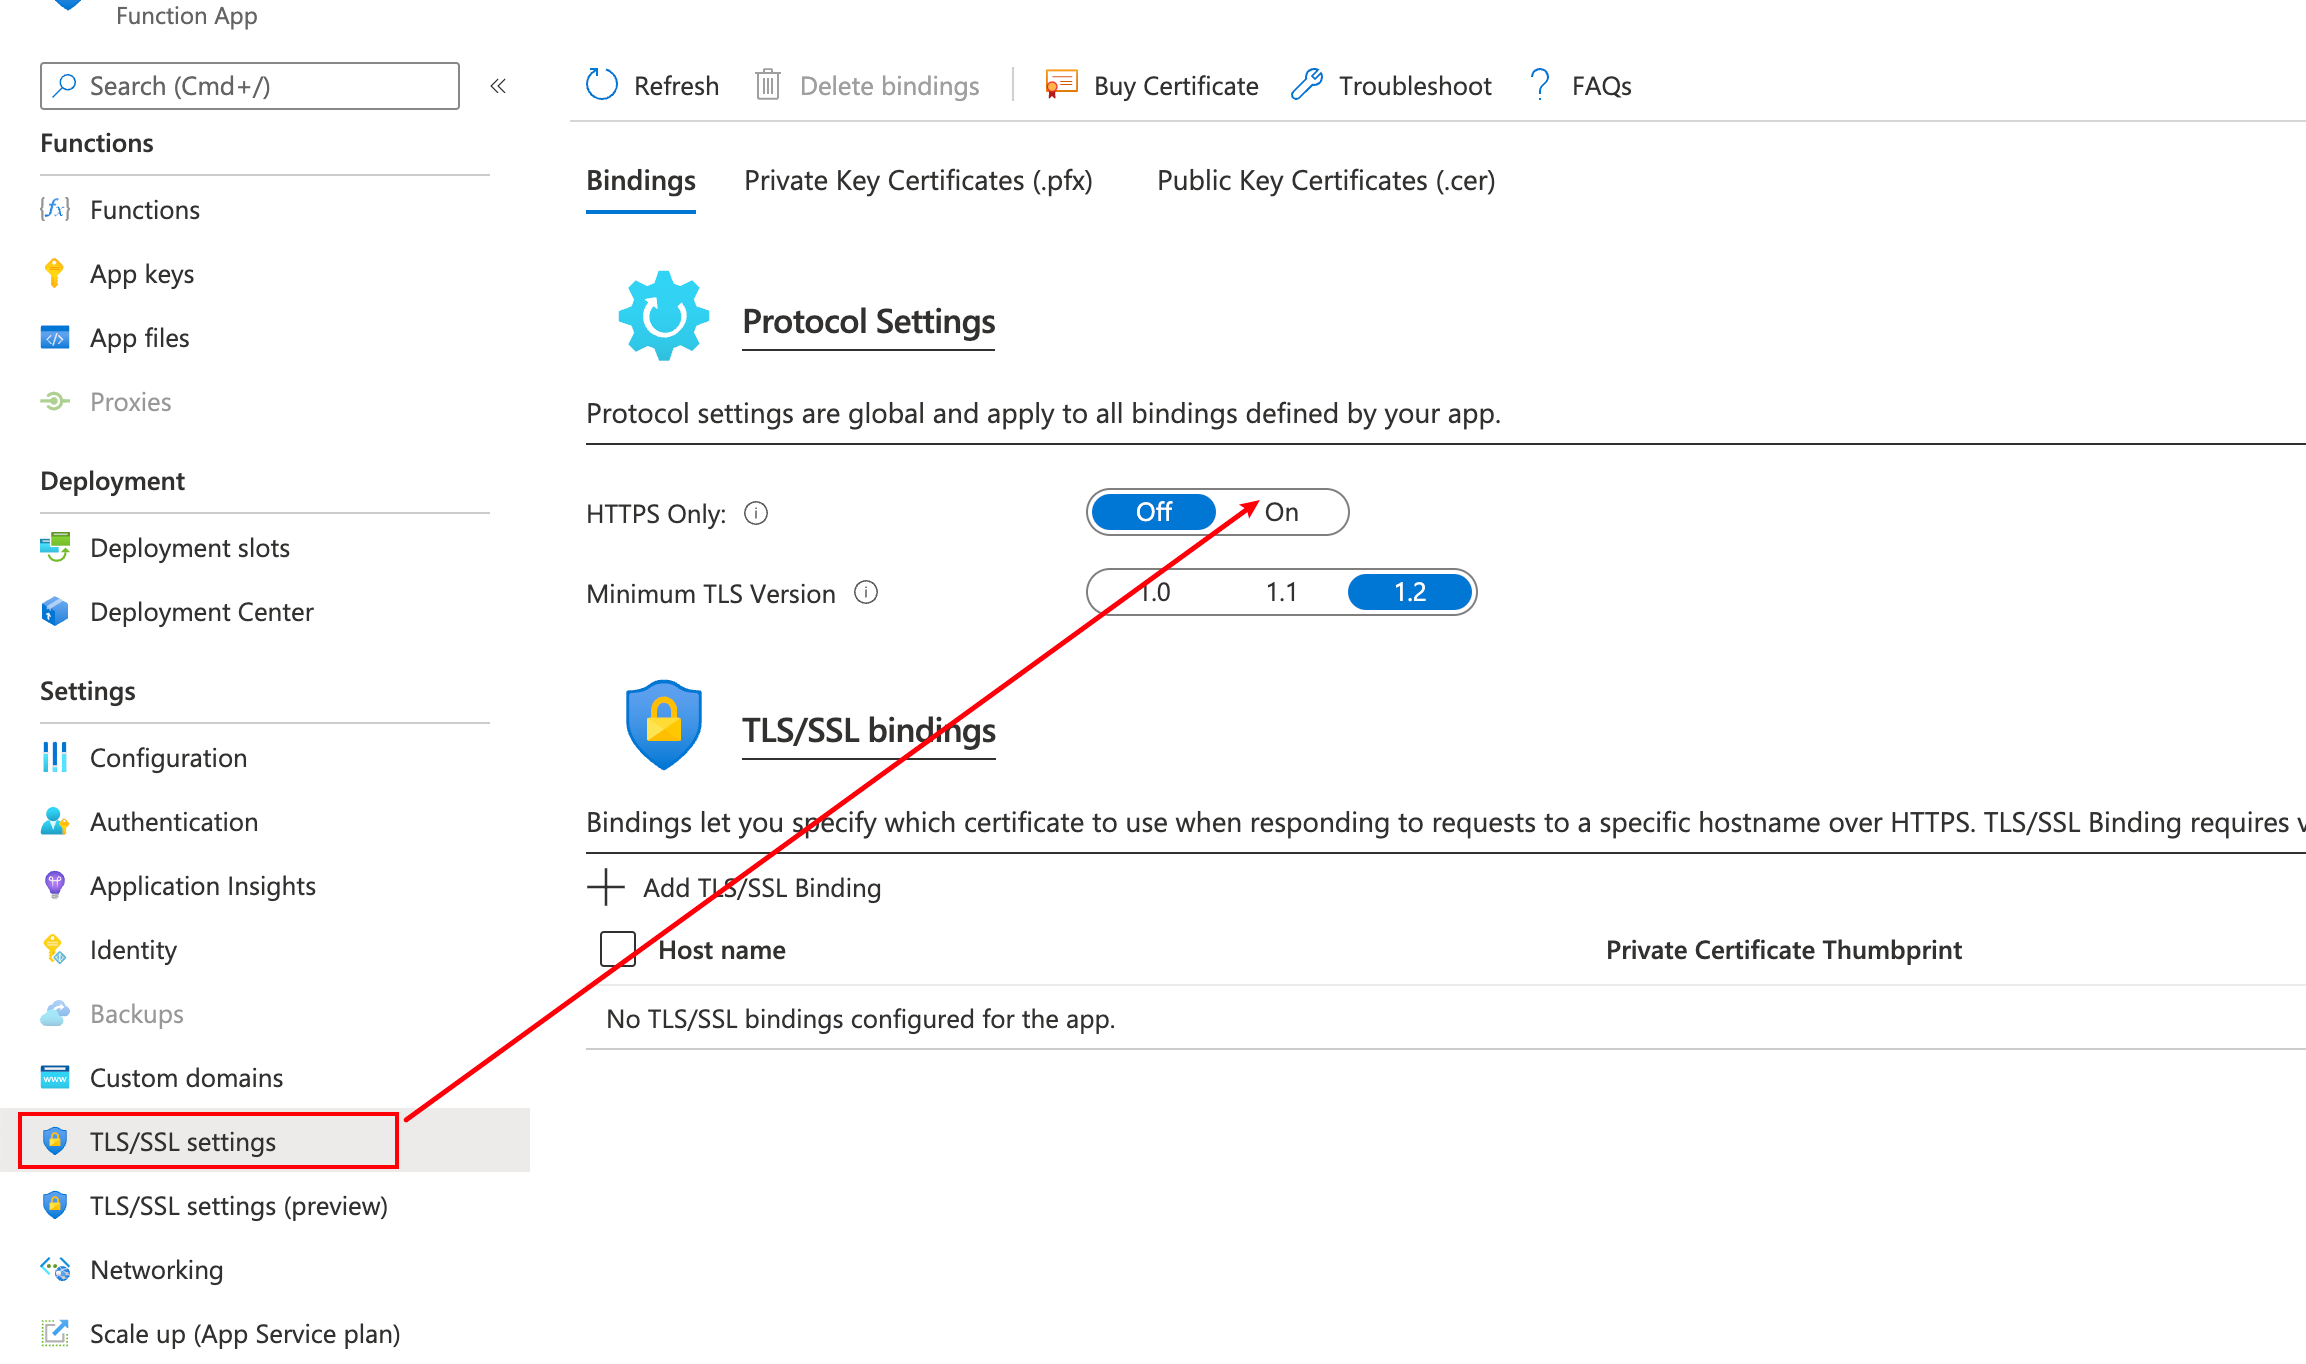 Function App
Search (Cmd+/)
«
Functions
Functions
App keys
App files
Proxies
Deployment
Deployment slots
Deployment Center
Settings
Configuration
Authentication
Application Insights
Identity
Backups
Custom domains
TLS/SSL settings
TLS/SSL settings (preview)
Networking
Scale up (App Service plan)
Refresh Delete bindings Buy Certificate Troubleshoot ? FAQs
Bindings Private Key Certificates (.pfx) Public Key Certificates (.cer)
Protocol Settings
Protocol settings are global and apply to all bindings defined by your app.
HTTPS Only: Off On
Minimum TLS Version 1.0 1.1 1.2
TLS/SSL bindings
Bindings let you specify which certificate to use when responding to requests to a specific hostname over HTTPS. TLS/SSL Binding requires
Add TLS/SSL Binding
Host name Private Certificate Thumbprint
No TLS/SSL bindings configured for the app.